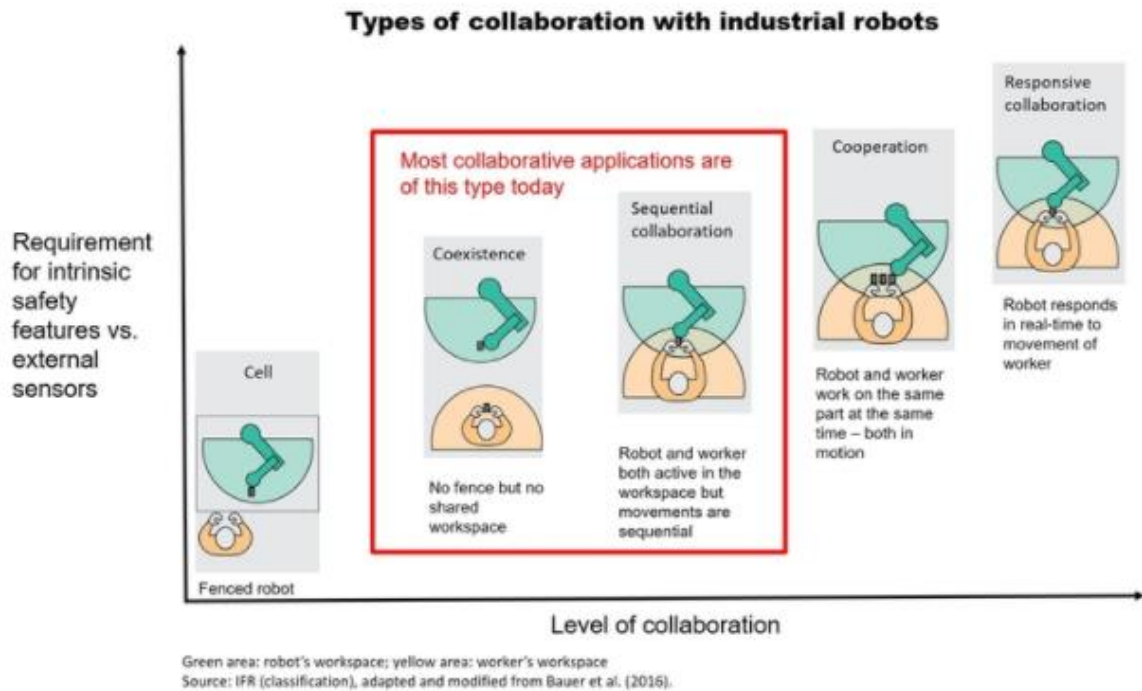 Types of collaboration with industrial robots
Responsive
collaboration
Cooperation
Most collaborative applications are
of this type today
Sequential
collaboration
Requirement
for intrinsic
safety
features vs.
external
sensors
Coexistence
Robot responds
in real-time to
movement of
worker
Cell
Robot and worker
work on the same
part at the same
time – both in
motion
Robot and worker
both active in the
workspace but
movements are
sequential
No fence but no
shared
workspace
Fenced robot
Level of collaboration
Green area: robot's workspace; yellow area: worker's workspace
Source: IFR (classification), adapted and modified from Bauer et al. (2016).